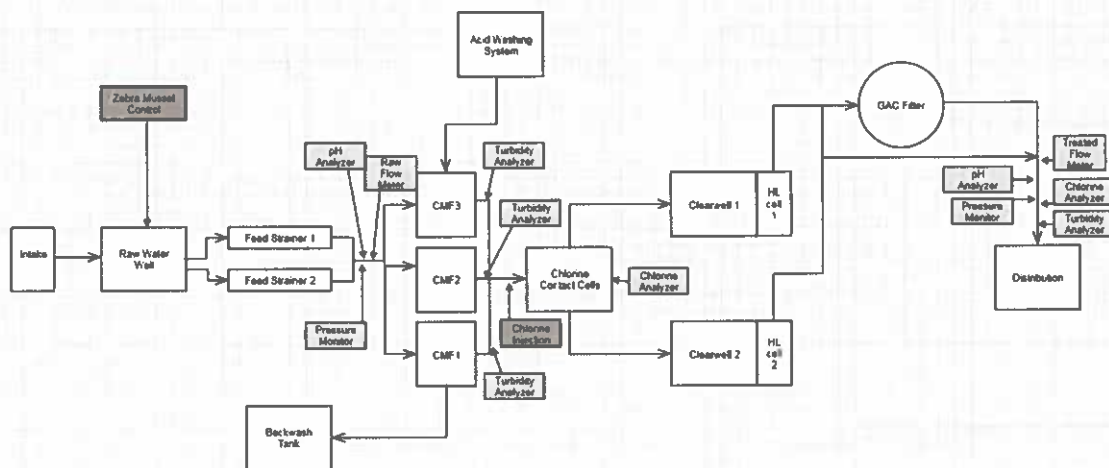 Acid Washing
System
Zebra Mussel
Control
pH
Analyzer
Raw
Flow
Meter
Turbidity
Analyzer
GAC Filter
Treated
Flow
Meter
pH
Analyzer
Chlorine
Analyzer
Pressure
Monitor
Turbidity
Analyzer
CMF3
Turbidity
Analyzer
Clearwell 1
HL
cell
1
Intake
Raw Water
Well
Feed Strainer 1
Feed Strainer 2
CMF2
Chlorine
Contact Cells
Chlorine
Analyzer
Distribution
Pressure
Monitor
Chlorine
Injection
CMF1
Turbidity
Analyzer
Clearwell 2
HL
cell
2
Backwash
Tank